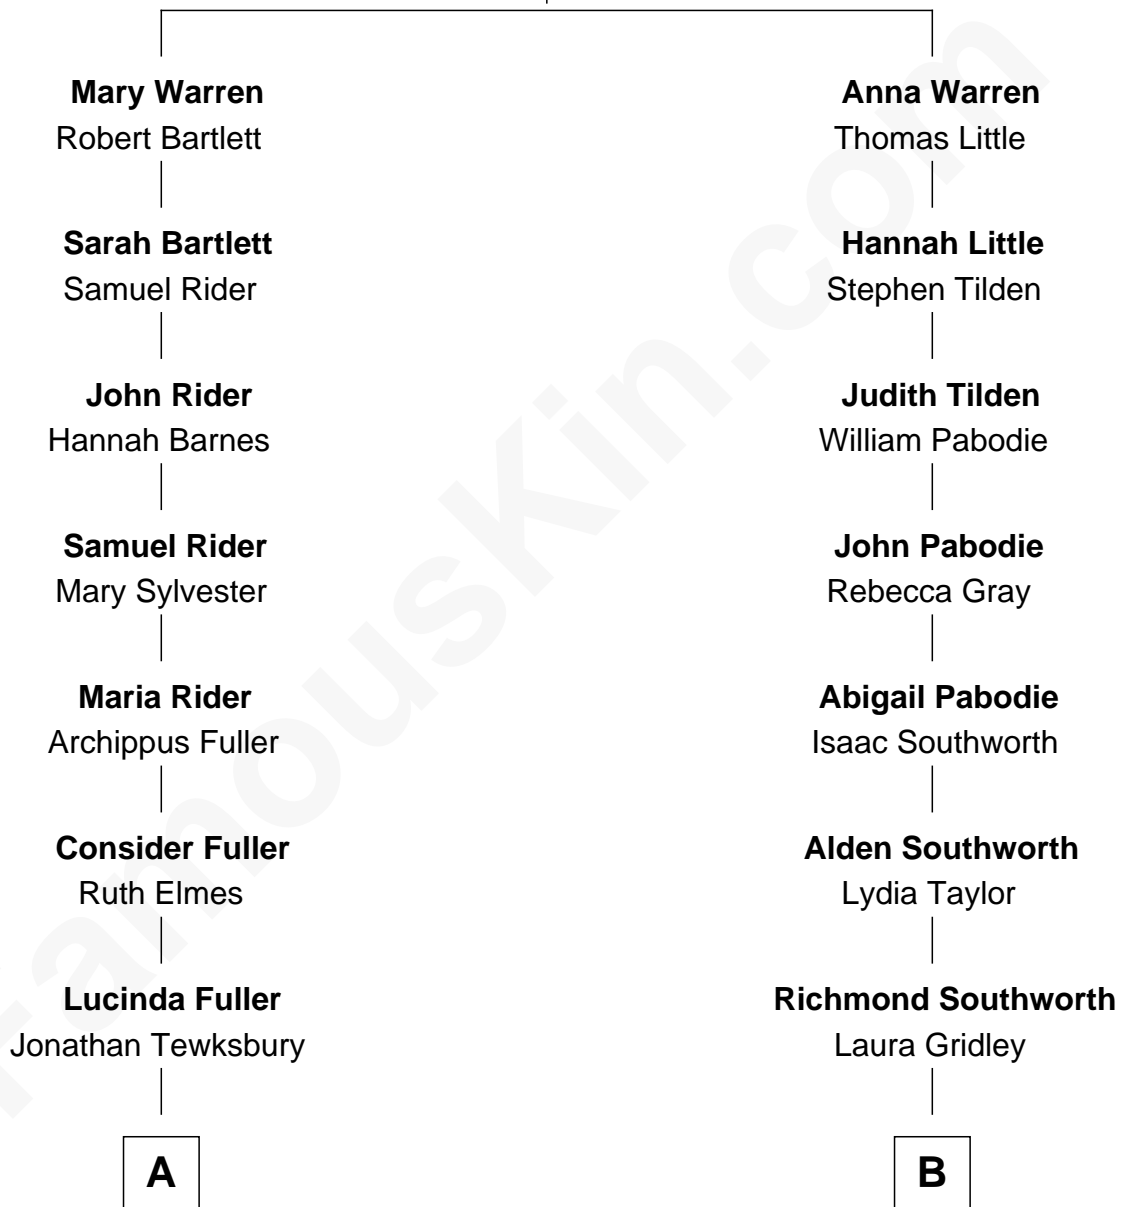 Mary Warren
Robert Bartlett
Anna Warren
Thomas Little
Sarah Bartlett
Samuel Rider
Hannah Little
Stephen Tilden
John Rider
Hannah Barnes
Judith Tilden
William Pabodie
Samuel Rider
Mary Sylvester
John Pabodie
Rebecca Gray
Maria Rider
Archippus Fuller
Abigail Pabodie
Isaac Southworth
Consider Fuller
Ruth Elmes
Alden Southworth
Lydia Taylor
Lucinda Fuller
Jonathan Tewksbury
Richmond Southworth
Laura Gridley
A
B
FamousKin.com